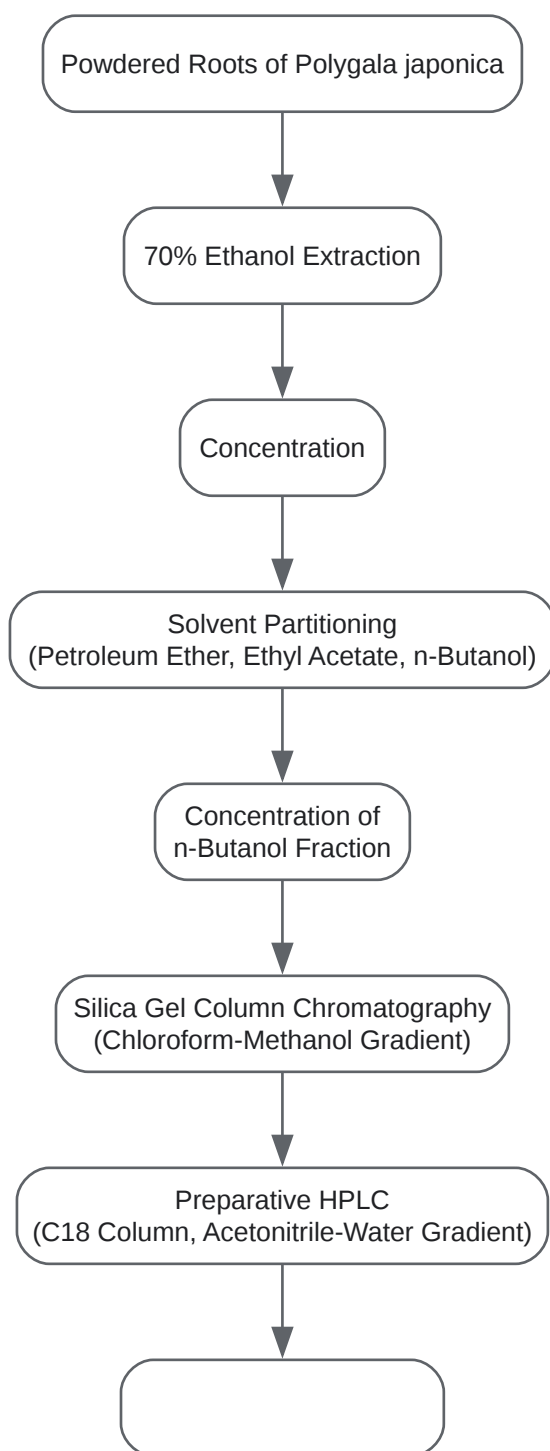 Powdered Roots of Polygala japonica
70% Ethanol Extraction
Concentration
Solvent Partitioning
(Petroleum Ether, Ethyl Acetate, n-Butanol)
Concentration of
n-Butanol Fraction
Silica Gel Column Chromatography
(Chloroform-Methanol Gradient)
Preparative HPLC
(C18 Column, Acetonitrile-Water Gradient)